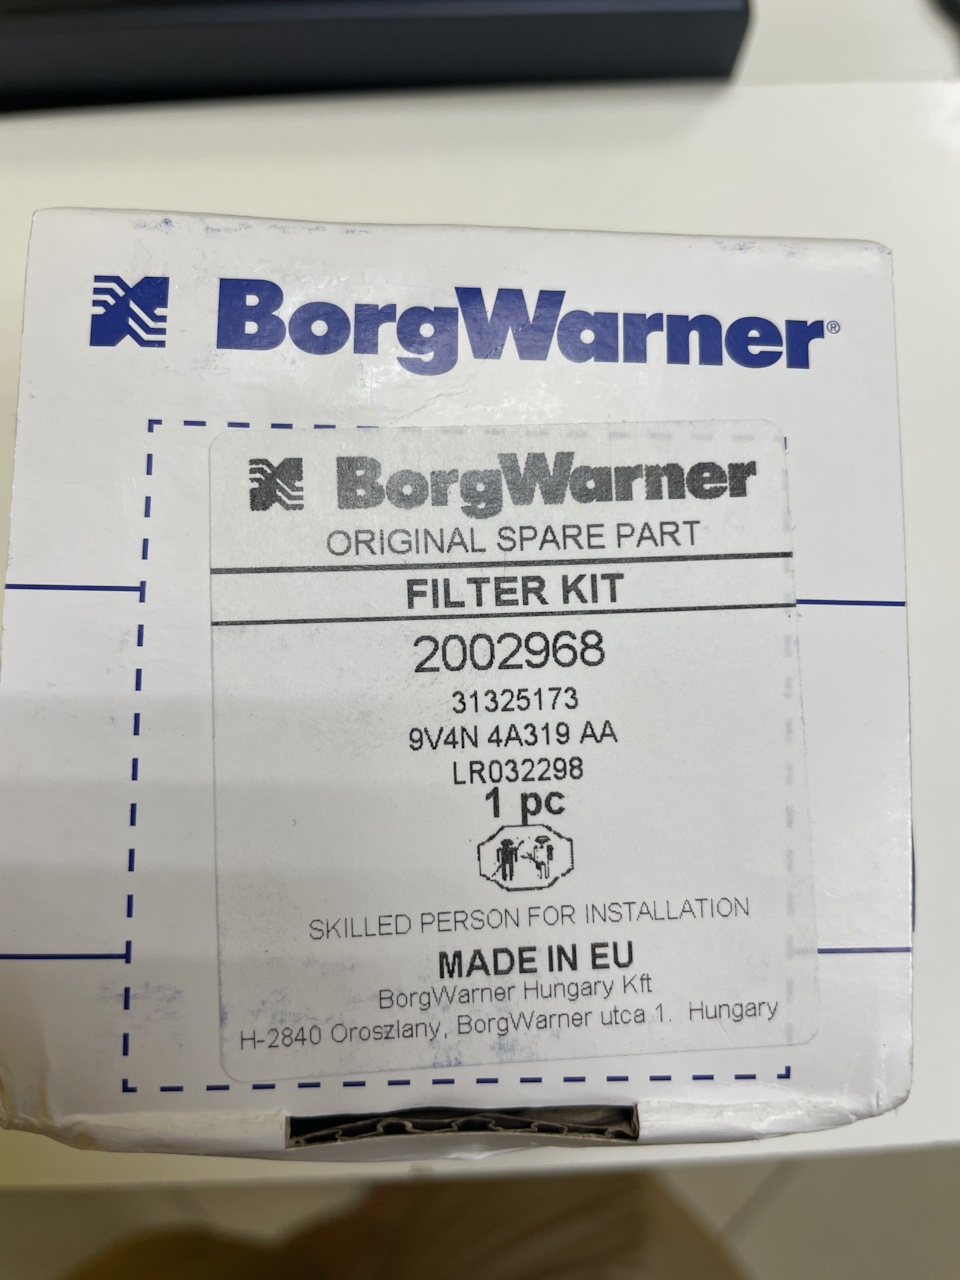 BorgWarner®
BorgWarner
ORIGINAL SPARE PART
FILTER KIT
2002968
31325173
9V4N 4A319 AA
LR032298
1 pc
SKILLED PERSON FOR INSTALLATION
MADE IN EU
BorgWarner Hungary Kft
H-2840 Oroszlany, BorgWarner utca 1. Hungary